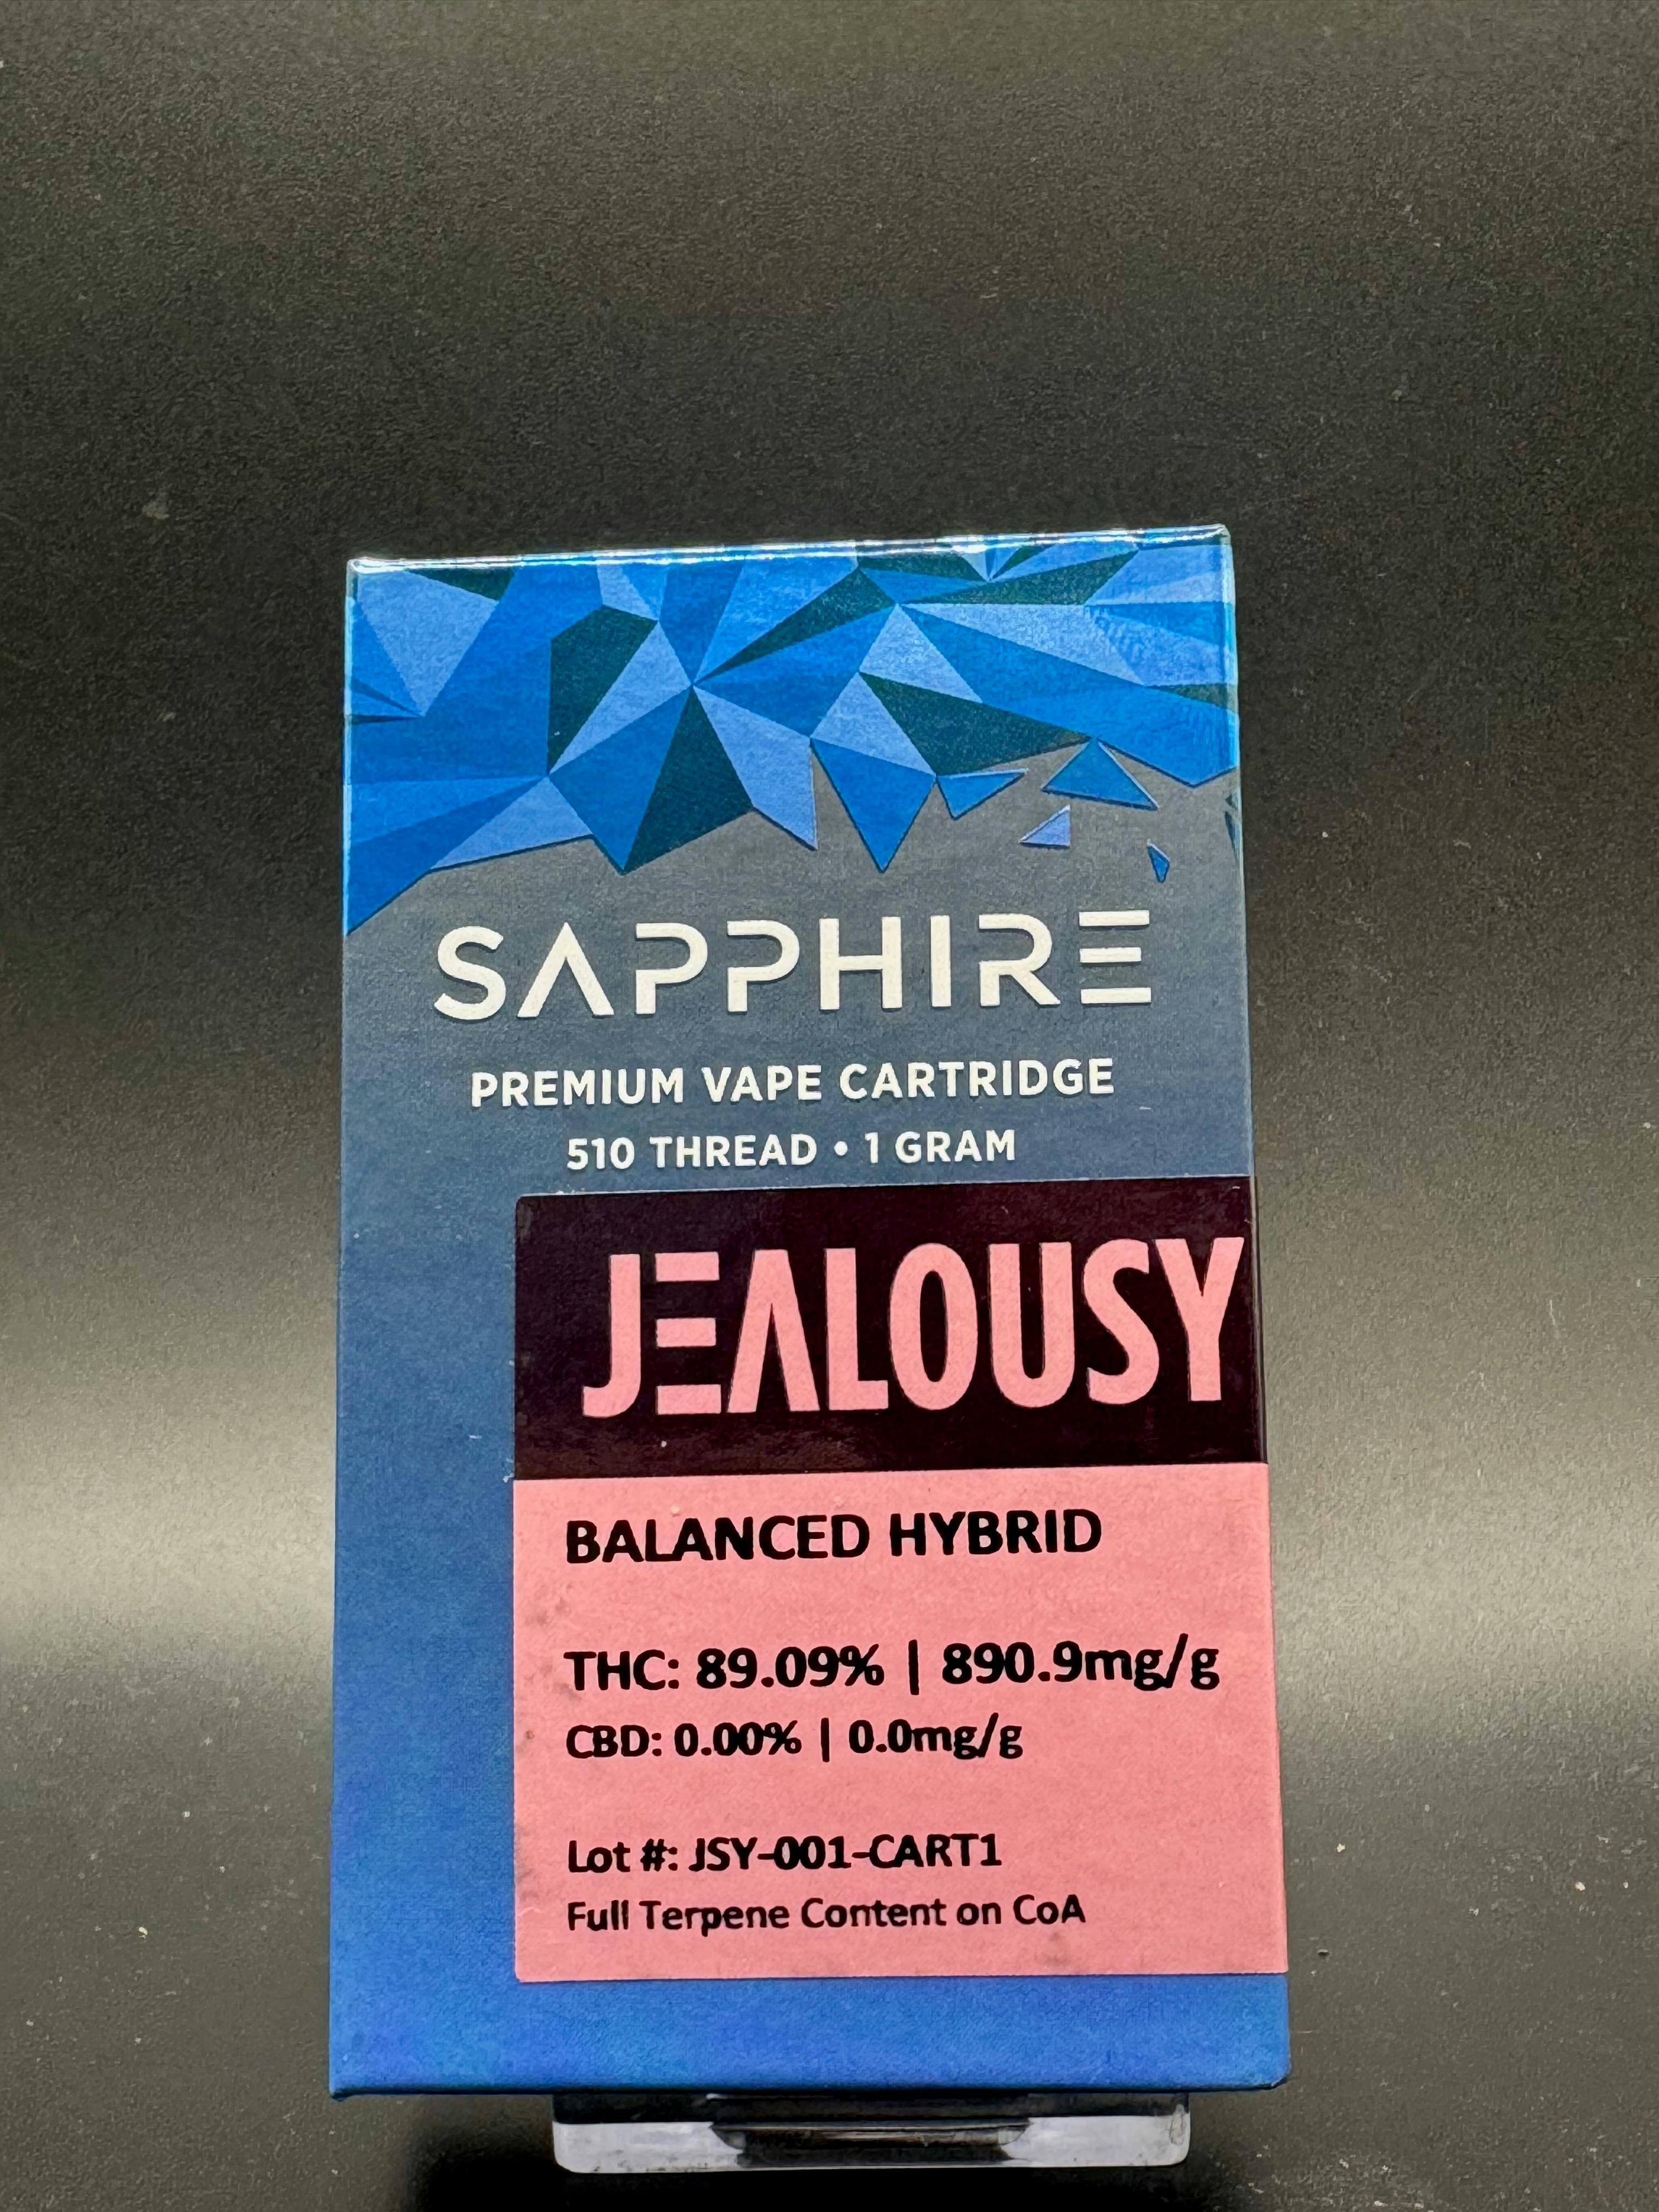 SAPPHIRE
PREMIUM VAPE CARTRIDGE
510 THREAD • 1 GRAM
JEALOUSY
BALANCED HYBRID
THC: 89.09% | 890.9mg/g
CBD: 0.00% | 0.0mg/g
Lot #: JSY-001-CART1
Full Terpene Content on CoA